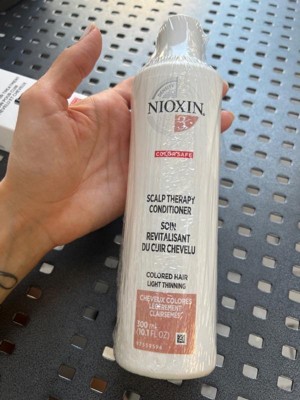 NIOXIN
3
COLORSAFE
SCALP THERAPY
CONDITIONER
SOIN
REVITALISANT
DU CUIR CHEVELU
COLORED HAIR
LIGHT THINNING
CHEVEUX COLORÉS
LÉGÈREMENT
CLAIRSEMÉS
300 mL
(10.1 FL OZ)